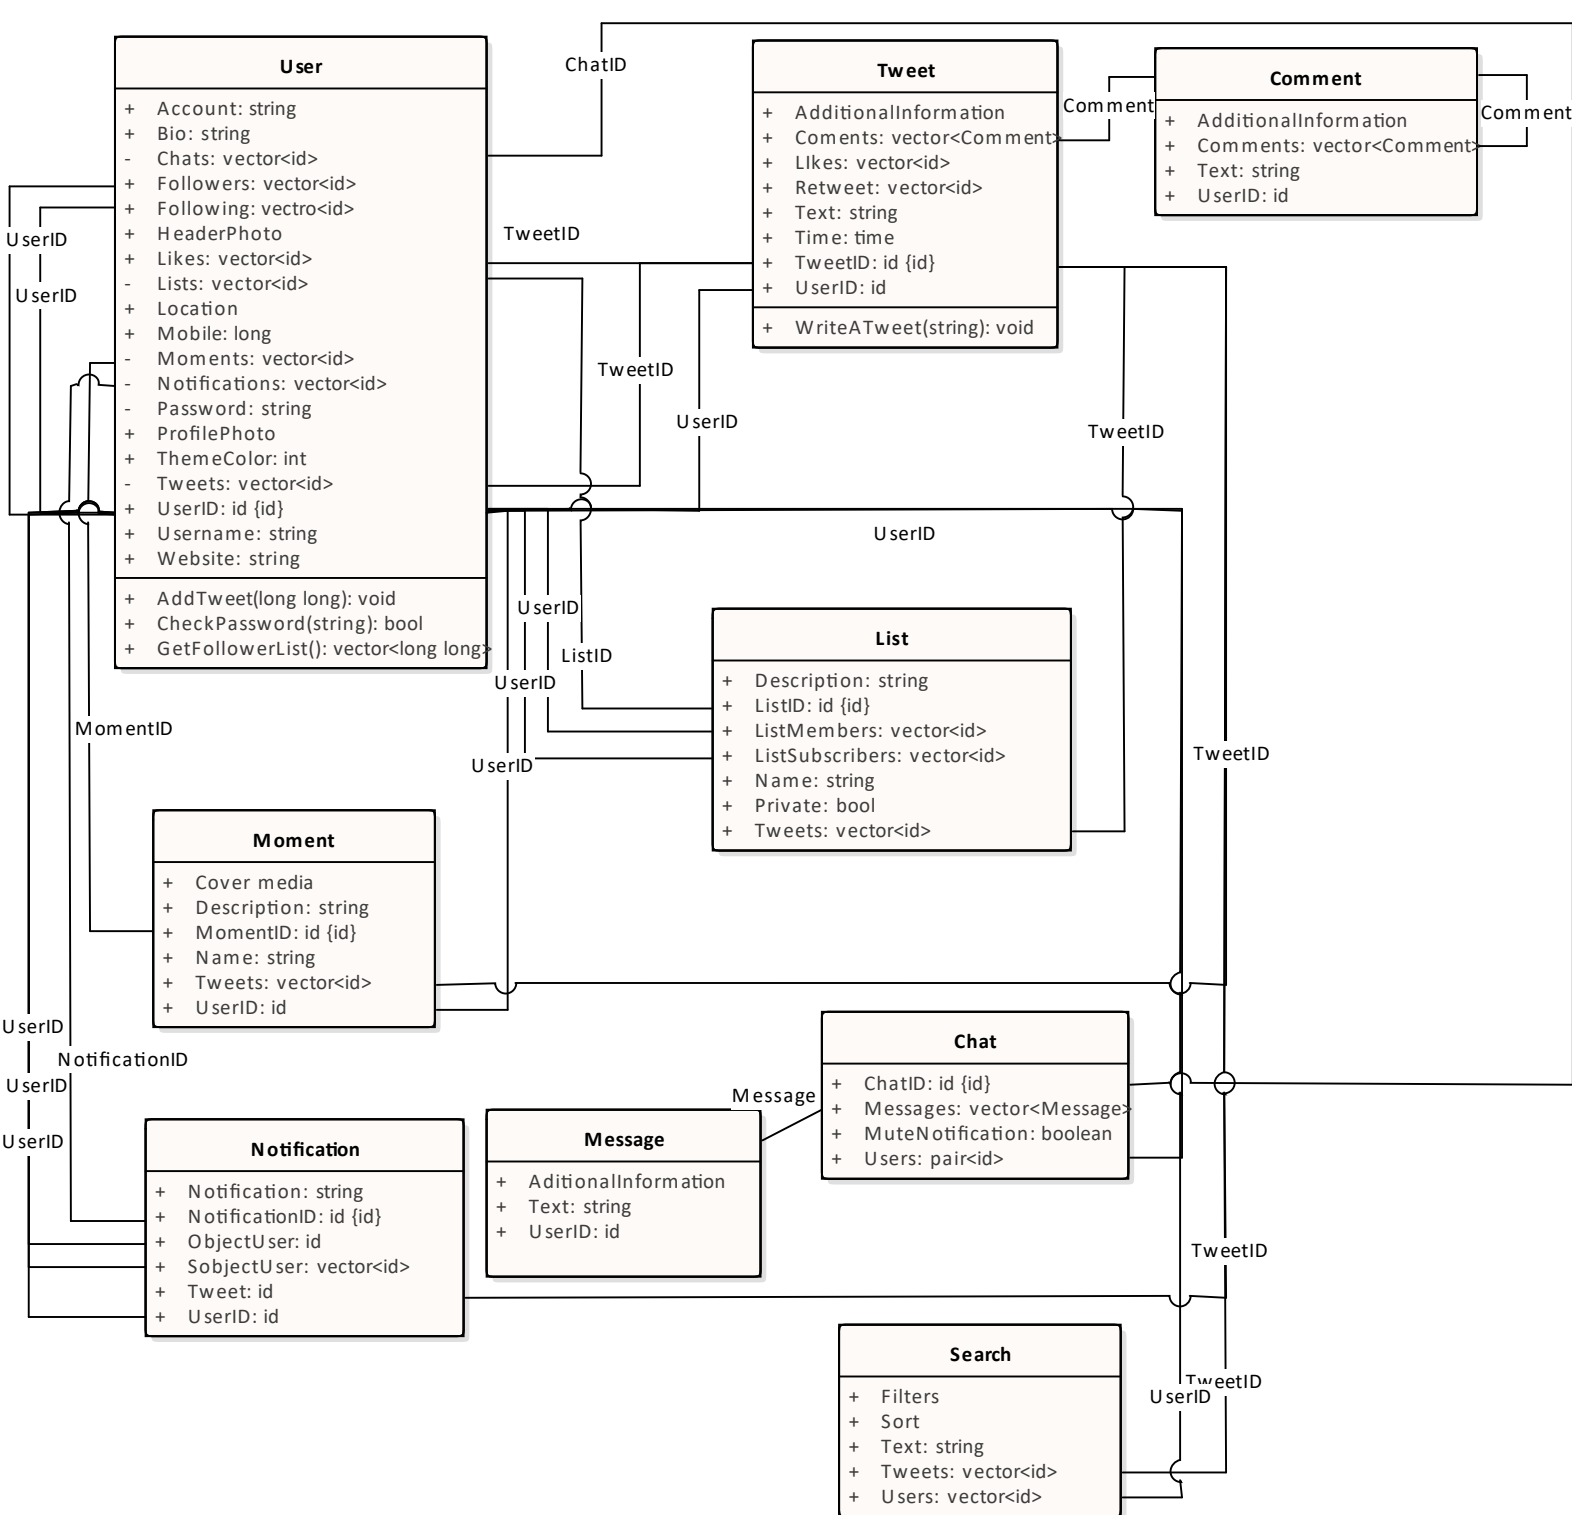 User
+ Account: string
+ Bio: string
- Chats: vector<id>
+ Followers: vector<id>
+ Following: vectro<id>
+ HeaderPhoto
+ Likes: vector<id>
- Lists: vector<id>
+ Location
+ Mobile: long
- Moments: vector<id>
- Notifications: vector<id>
- Password: string
+ ProfilePhoto
+ ThemeColor: int
- Tweets: vector<id>
+ UserID: id {id}
+ Username: string
+ Website: string
+ AddTweet(long long): void
+ CheckPassword(string): bool
+ GetFollowerList(): vector<long long>
ChatID
Tweet
+ AdditionalInformation
+ Coments: vector<Comment>
+ LIkes: vector<id>
+ Retweet: vector<id>
+ Text: string
+ Time: time
+ TweetID: id {id}
+ UserID: id
+ WriteATweet(string): void
Comment
Comment
+ AdditionalInformation
+ Comments: vector<Comment>
+ Text: string
+ UserID: id
Comment
UserID
UserID
TweetID
TweetID
UserID
TweetID
UserID
UserID
ListID
UserID
UserID
List
+ Description: string
+ ListID: id {id}
+ ListMembers: vector<id>
+ ListSubscribers: vector<id>
+ Name: string
+ Private: bool
+ Tweets: vector<id>
MomentID
TweetID
Moment
+ Cover media
+ Description: string
+ MomentID: id {id}
+ Name: string
+ Tweets: vector<id>
+ UserID: id
UserID
NotificationID
UserID
UserID
Notification
+ Notification: string
+ NotificationID: id {id}
+ ObjectUser: id
+ SobjectUser: vector<id>
+ Tweet: id
+ UserID: id
Message
Message
+ AditionalInformation
+ Text: string
+ UserID: id
Chat
+ ChatID: id {id}
+ Messages: vector<Message>
+ MuteNotification: boolean
+ Users: pair<id>
TweetID
TweetID
UserID
Search
+ Filters
+ Sort
+ Text: string
+ Tweets: vector<id>
+ Users: vector<id>